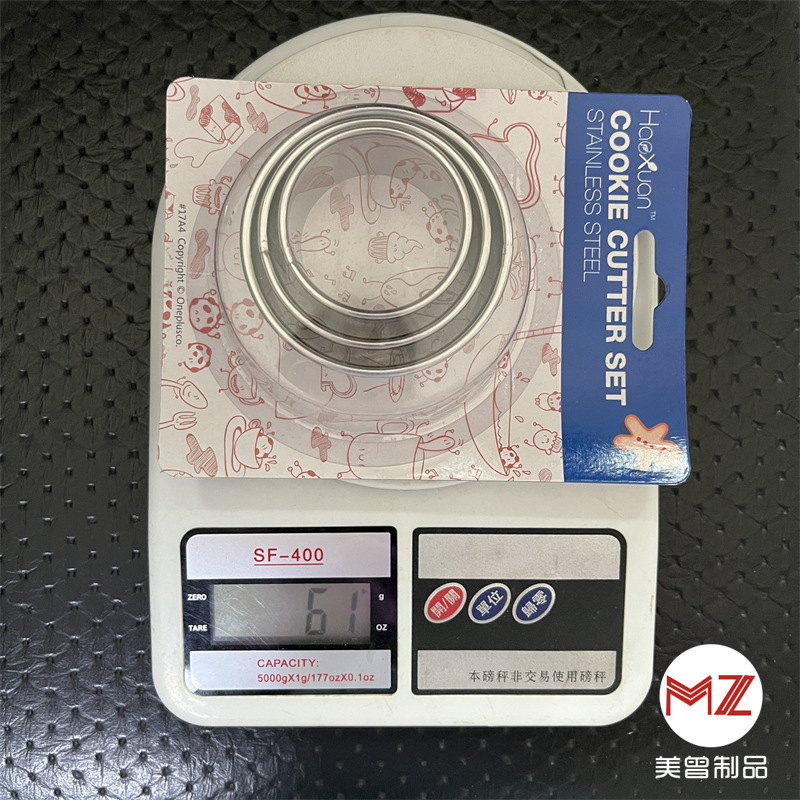 HaoXuan™
COOKIE CUTTER SET
STAINLESS STEEL
#17A4 Copyright © Oneplusco.
SF-400
ZERO
TARE
61
g
OZ
CAPACITY:
5000gX1g/177ozX0.1oz
開/關
單位
歸零
本磅秤非交易使用磅秤
MZ
美曾制品